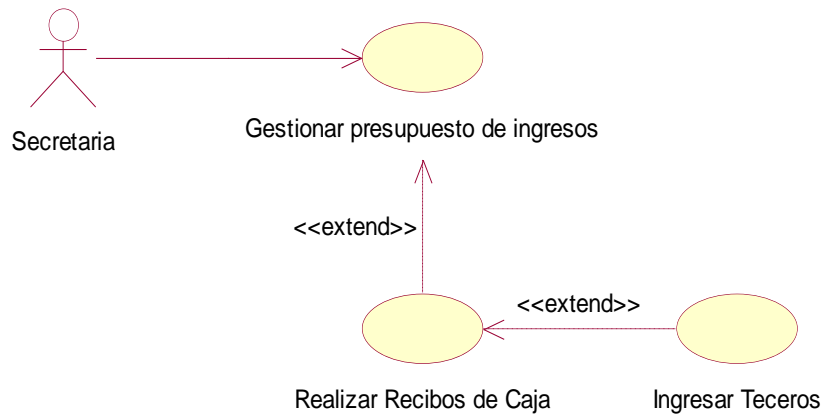 Secretaria
Gestionar presupuesto de ingresos
<<extend>>
<<extend>>
Realizar Recibos de Caja
Ingresar Teceros